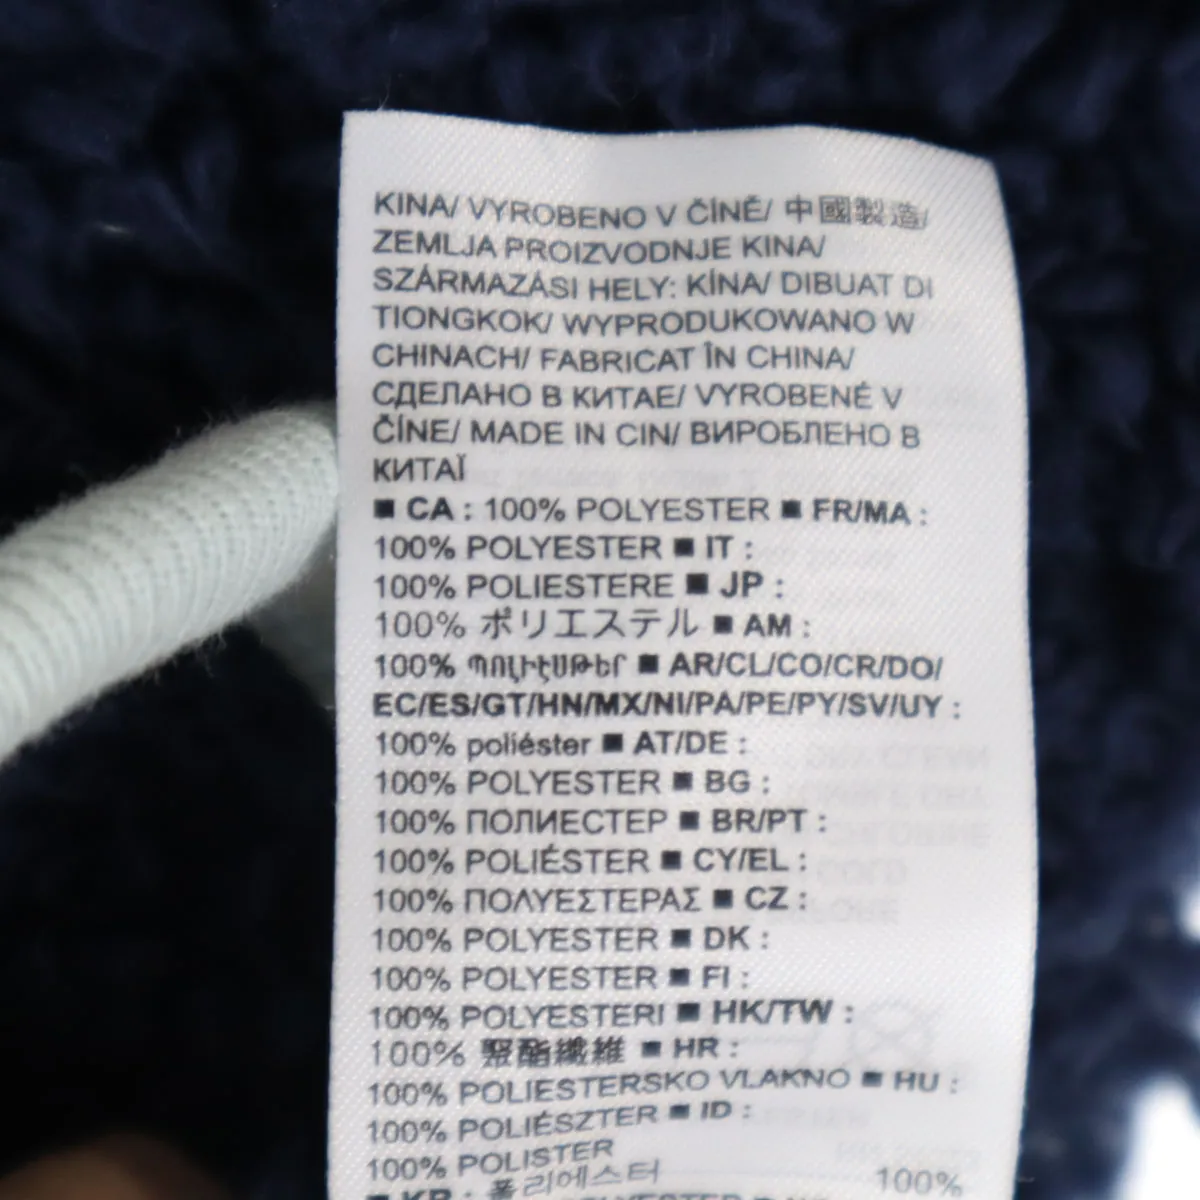 KINA/ VYROBENO V ČÍNĚ/ 中國製造/
ZEMLJA PROIZVODNJE KINA/
SZÁRMAZÁSI HELY: KÍNA/ DIBUAT DI
TIONGKOK/ WYPRODUKOWANO W
CHINACH/ FABRICAT ÎN CHINA/
СДЕЛАНО В КИТАЕ/ VYROBENÉ V
ČÍNE/ MADE IN CIN/ ВИРОБЛЕНО В
КИТАЇ
■ CA : 100% POLYESTER ■ FR/MA :
100% POLYESTER ■ IT :
100% POLIESTERE ■ JP :
100% ポリエステル ■ AM :
100% Պոլիէսթեր ■ AR/CL/CO/CR/DO/
EC/ES/GT/HN/MX/NI/PA/PE/PY/SV/UY :
100% poliéster ■ AT/DE :
100% POLYESTER ■ BG :
100% ПОЛИЕСТЕР ■ BR/PT :
100% POLIÉSTER ■ CY/EL :
100% ΠΟΛΥΕΣΤΕΡΑΣ ■ CZ :
100% POLYESTER ■ DK :
100% POLYESTER ■ FI :
100% POLYESTERI ■ HK/TW :
100% 聚酯纖維 ■ HR :
100% POLIESTERSKO VLAKNO ■ HU :
100% POLIÉSZTER ■ ID :
100% POLISTER
■ KR : 폴리에스터 100%